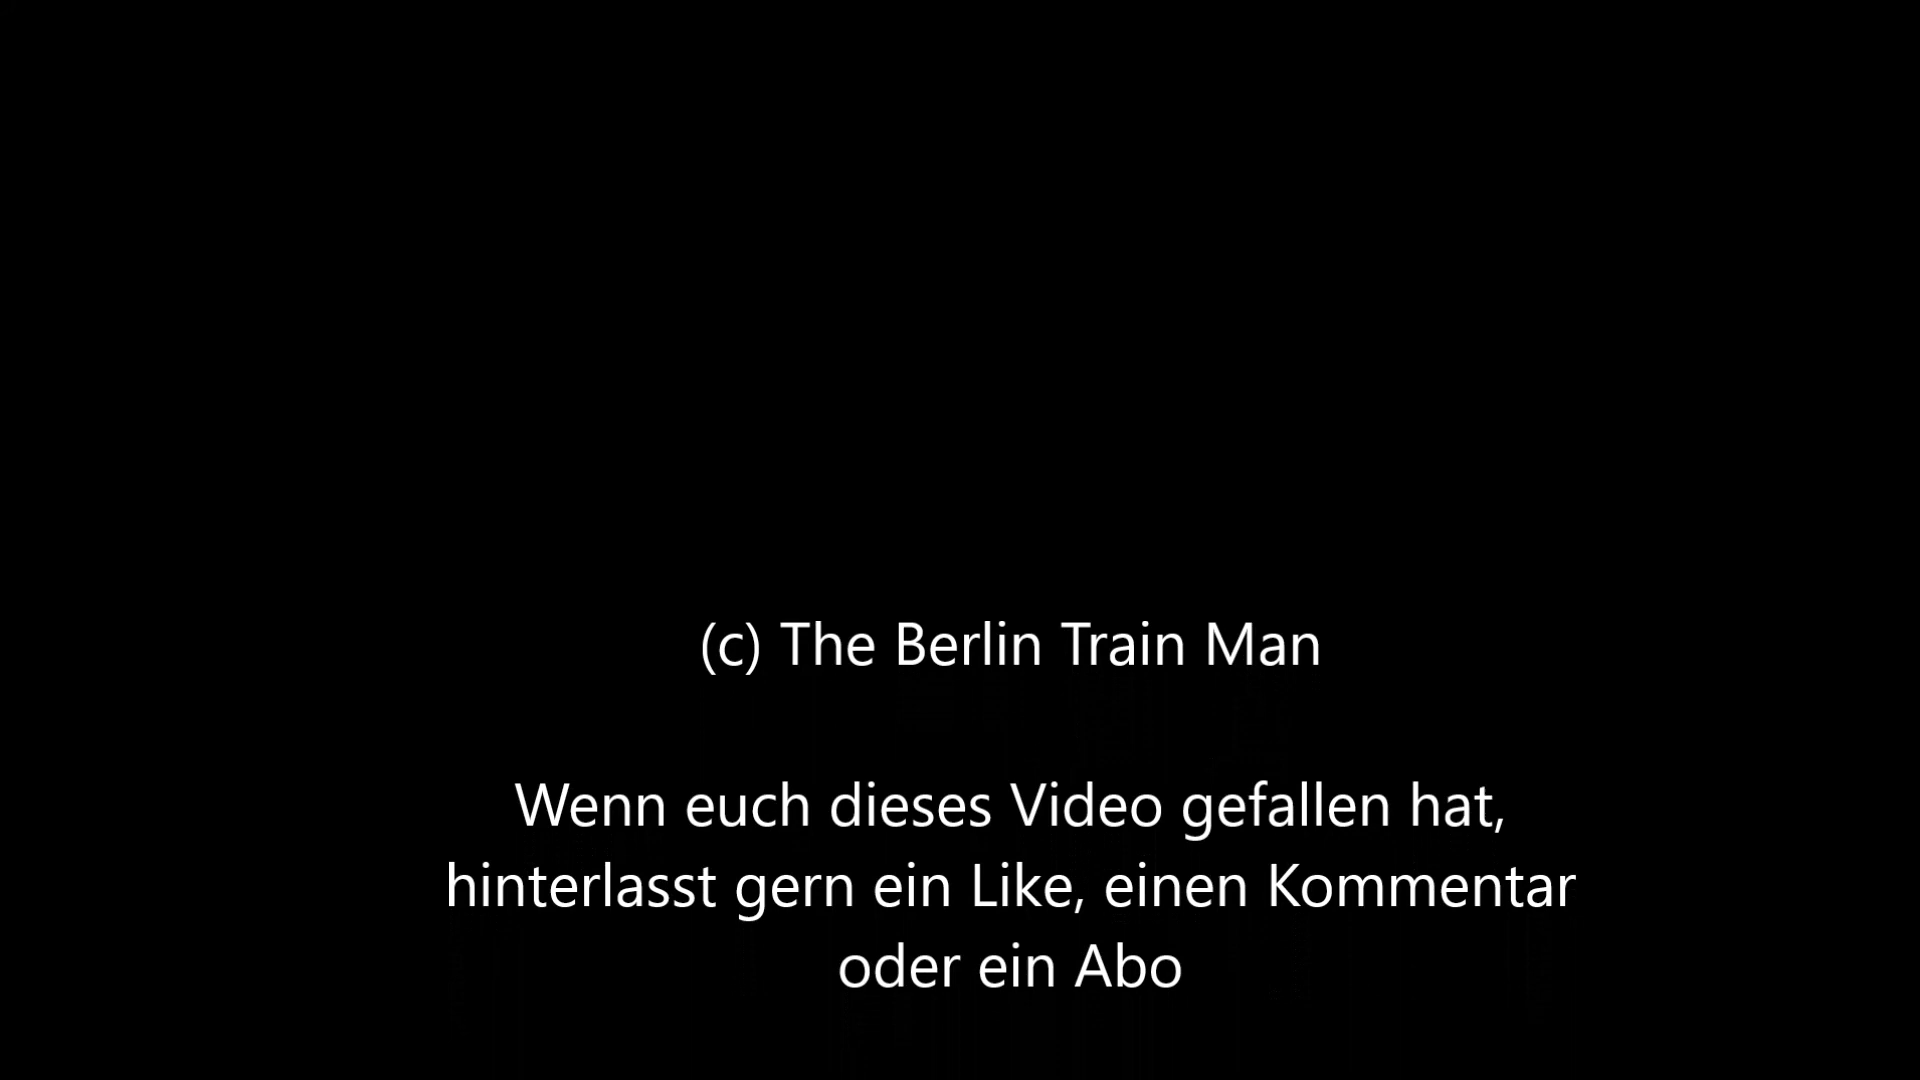 (c) The Berlin Train Man
Wenn euch dieses Video gefallen hat,
hinterlasst gern ein Like, einen Kommentar
oder ein Abo